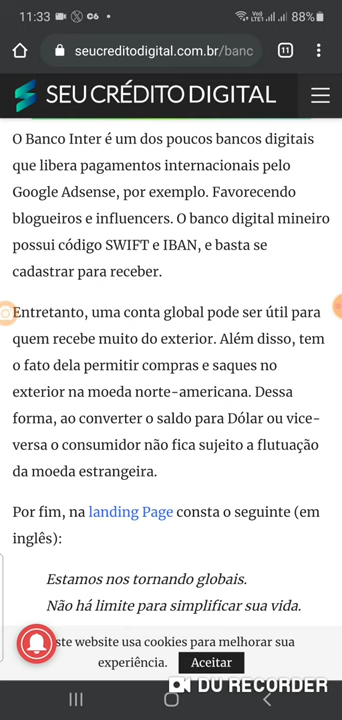 11:33 C6 • Vo) LTE1 88%
seucreditodigital.com.br/banc 11
SEU CRÉDITO DIGITAL
O Banco Inter é um dos poucos bancos digitais
que libera pagamentos internacionais pelo
Google Adsense, por exemplo. Favorecendo
blogueiros e influencers. O banco digital mineiro
possui código SWIFT e IBAN, e basta se
cadastrar para receber.
Entretanto, uma conta global pode ser útil para
quem recebe muito do exterior. Além disso, tem
o fato dela permitir compras e saques no
exterior na moeda norte-americana. Dessa
forma, ao converter o saldo para Dólar ou vice-
versa o consumidor não fica sujeito a flutuação
da moeda estrangeira.
Por fim, na landing Page consta o seguinte (em
inglês):
Estamos nos tornando globais.
Não há limite para simplificar sua vida.
ste website usa cookies para melhorar sua
experiência. Aceitar
DU RECORDER